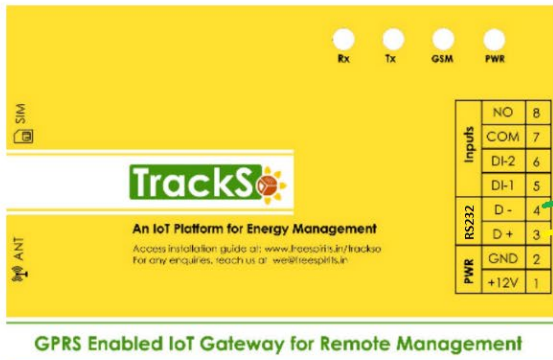 Rx Tx GSM PWR
SIM
ANT
TrackSo
An IoT Platform for Energy Management
Access installation guide at: www.freespirits.in/trackso
For any enquiries, reach us at we@freespirits.in
Inputs
NO 8
COM 7
DI-2 6
DI-1 5
RS232
D - 4
D + 3
PWR
GND 2
+12V 1
GPRS Enabled IoT Gateway for Remote Management